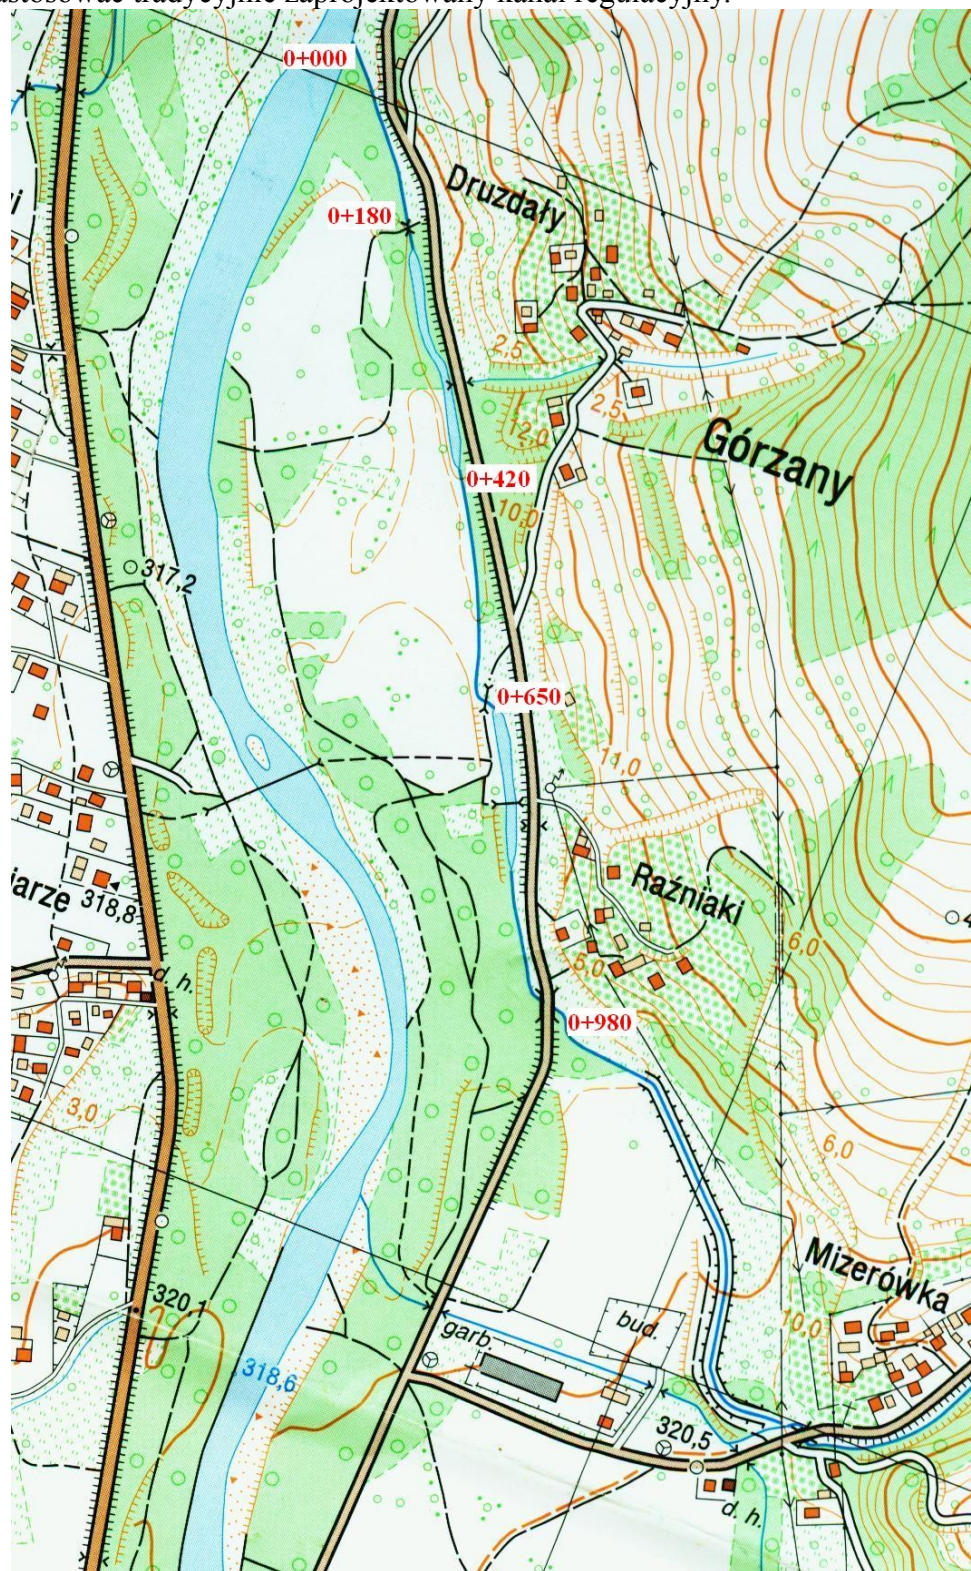 zastosować tradycyjnie zaprojektowany kanał regulacyjny.
0+000
Druzdały
0+180
2,5
2,5
12,0
Górzany
0+420
10,0
317,2
0+650
11,0
Raźniaki
iarze
318,8
6,0
d. h.
5,0
0+980
3,0
6,0
Mizerówka
320,1
10,0
garb.
bud.
318,6
320,5
d. h.